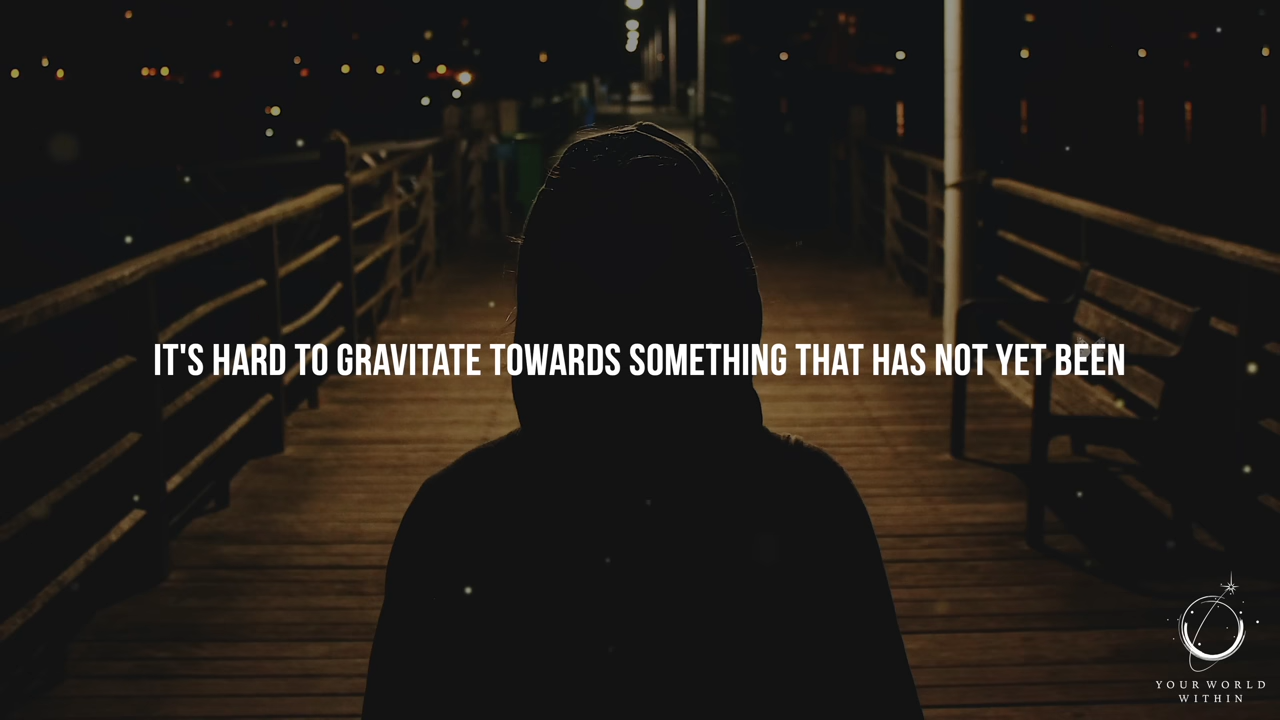 IT'S HARD TO GRAVITATE TOWARDS SOMETHING THAT HAS NOT YET BEEN
YOUR WORLD
WITHIN